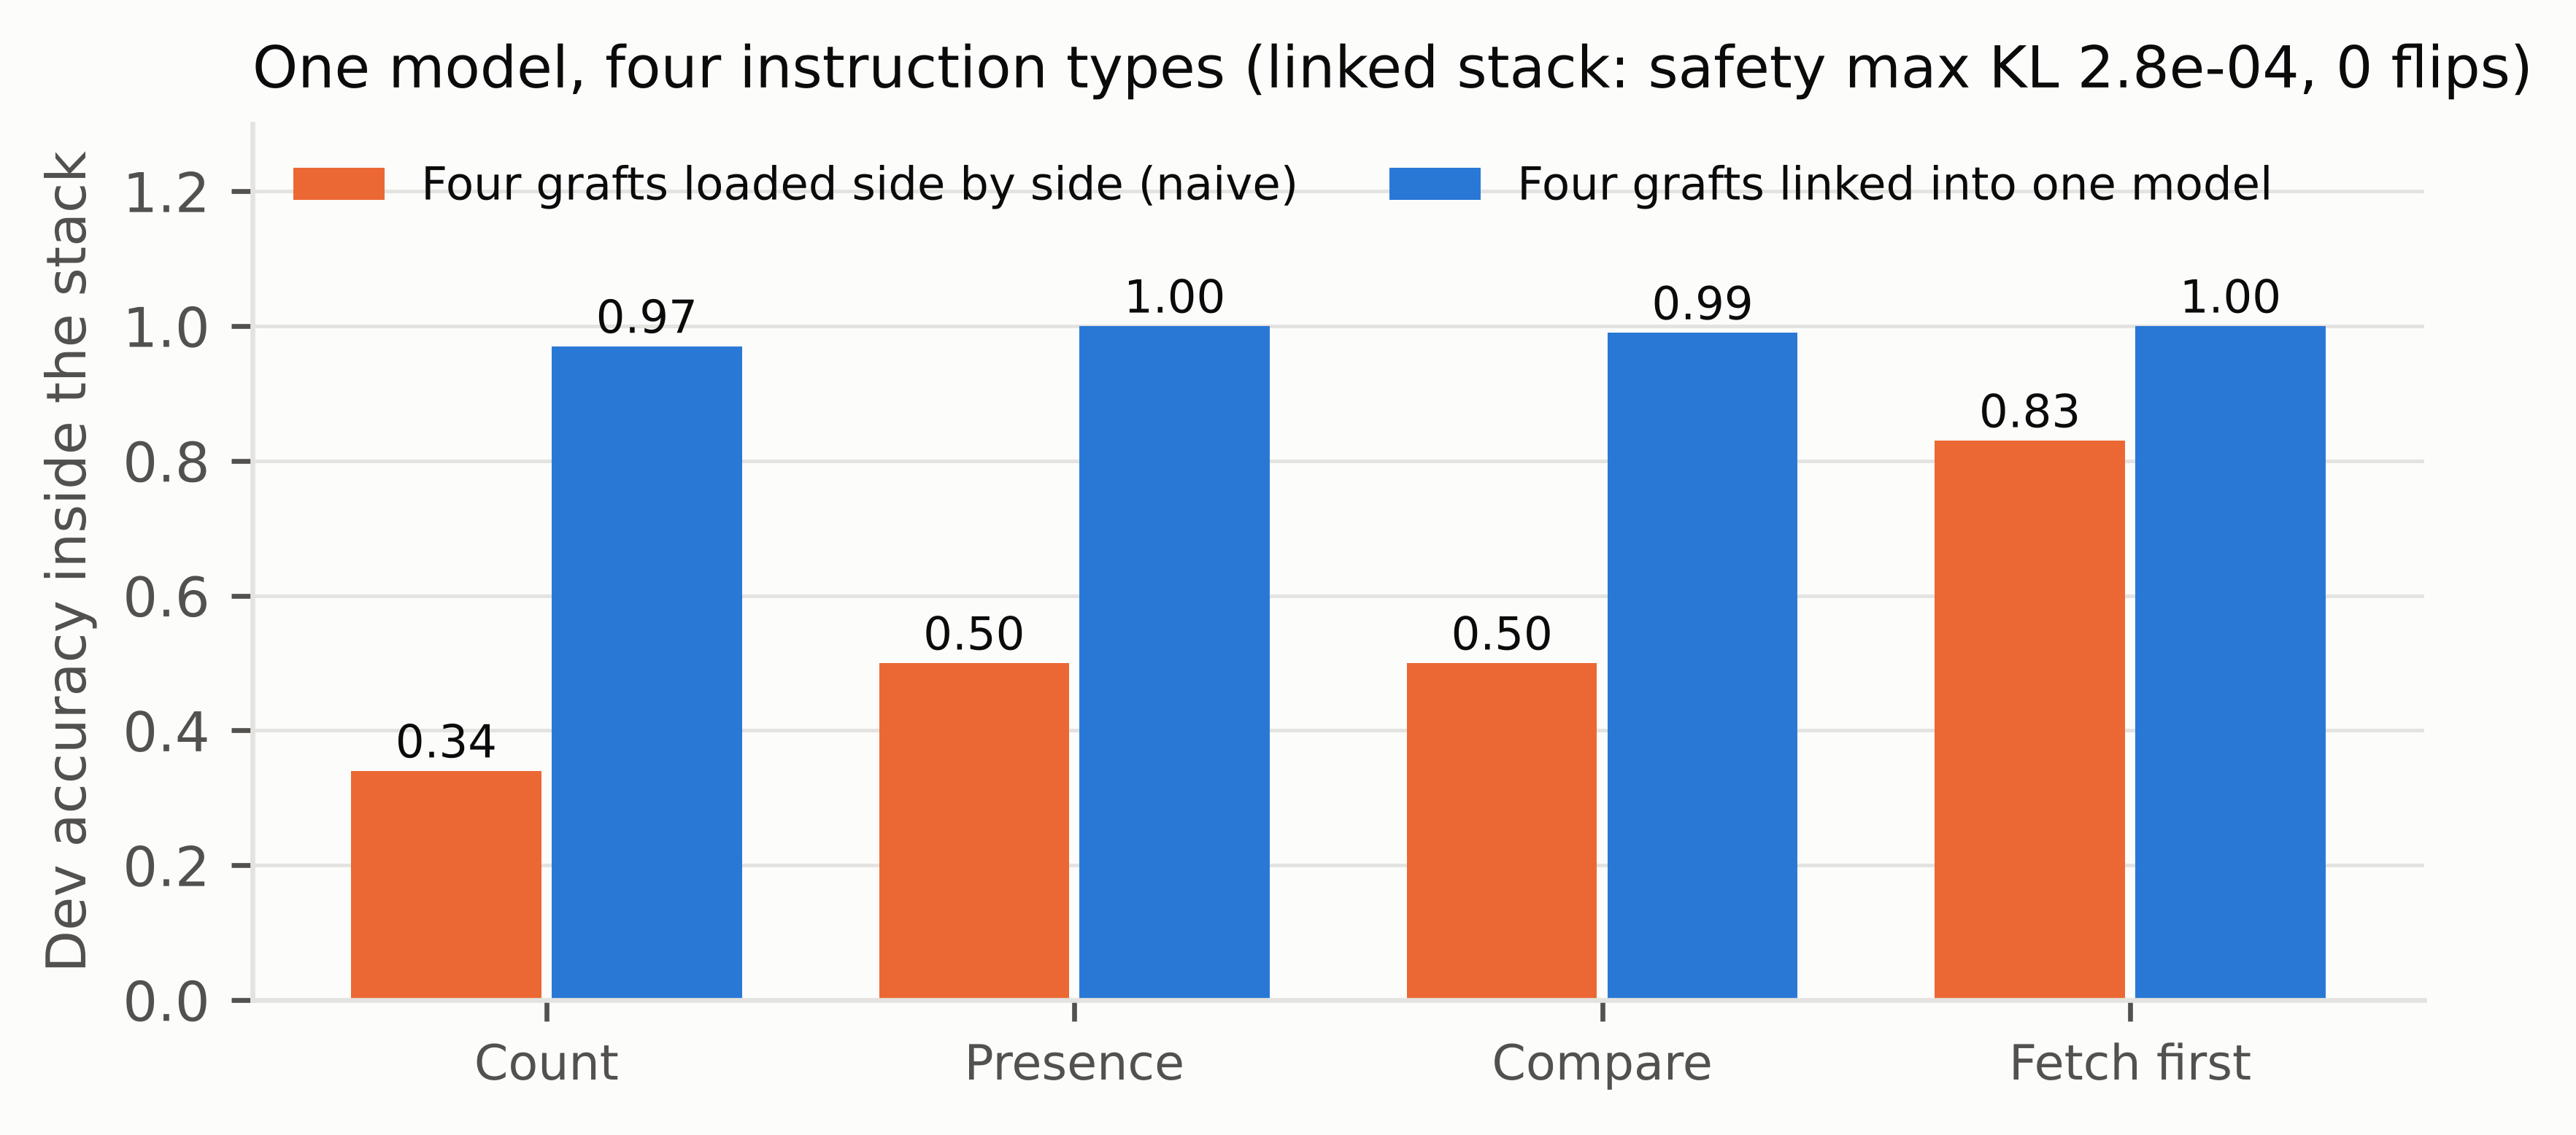 One model, four instruction types (linked stack: safety max KL 2.8e-04, 0 flips)
Dev accuracy inside the stack
1.2
1.0
0.8
0.6
0.4
0.2
0.0
Four grafts loaded side by side (naive)
Four grafts linked into one model
0.34
0.97
0.50
1.00
0.50
0.99
0.83
1.00
Count
Presence
Compare
Fetch first